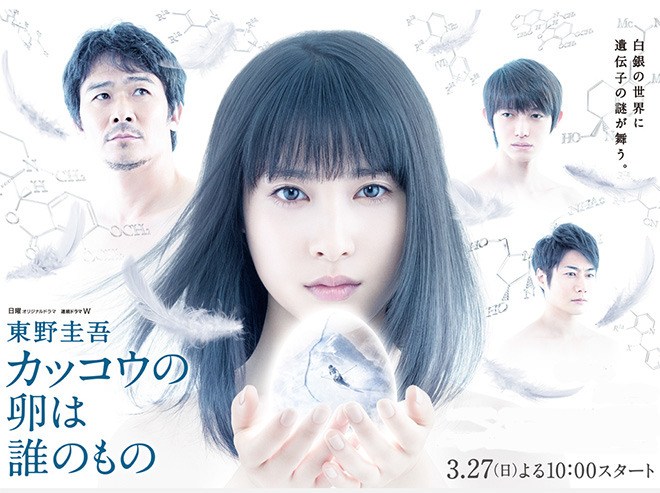 白銀の世界に
遺伝子の謎が舞う。
日曜オリジナルドラマ 連続ドラマW
東野圭吾
カッコウの
卵は
誰のもの
3.27(日)よる10:00スタート
HO
OCH₃